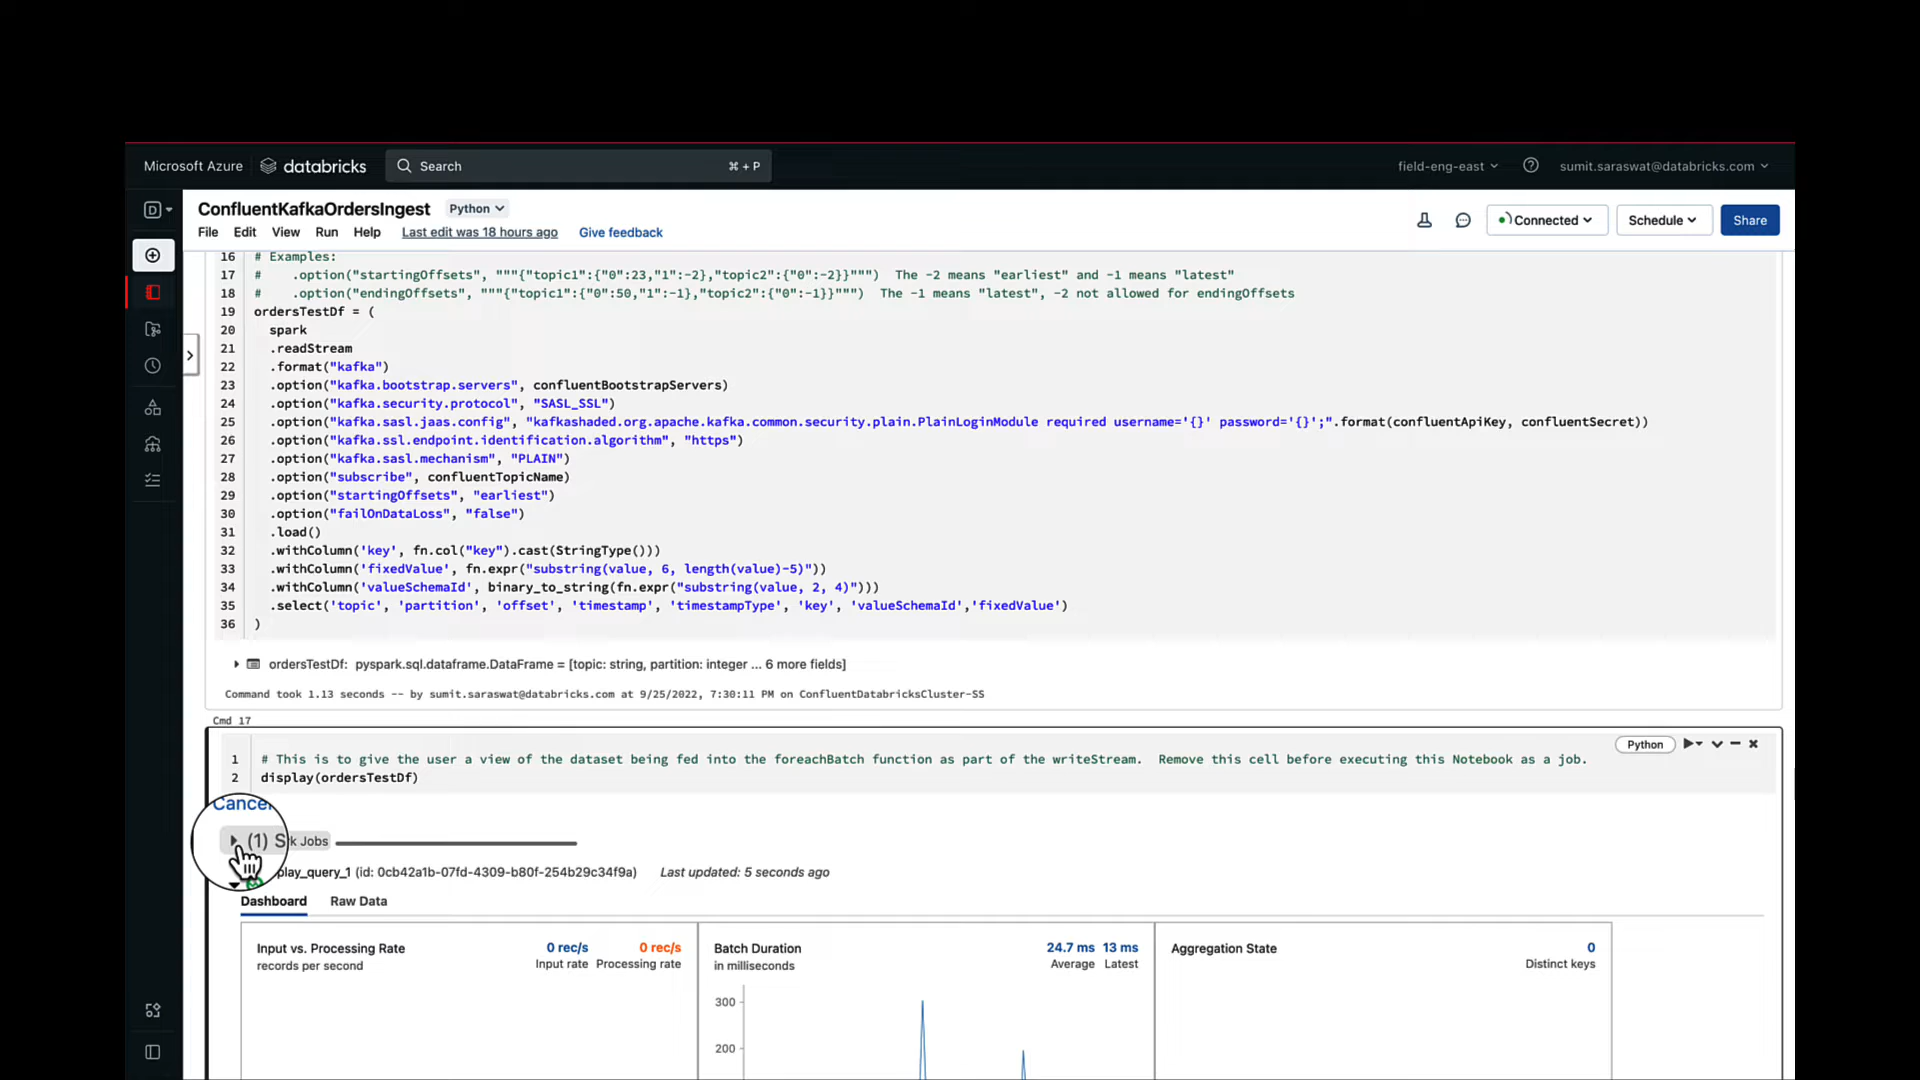 Microsoft Azure databricks Search ⌘ + P field-eng-east sumit.saraswat@databricks.com
ConfluentKafkaOrdersIngest Python
File Edit View Run Help Last edit was 18 hours ago Give feedback
Connected Schedule Share
16 # Examples:
17 # .option("startingOffsets", """{"topic1":{"0":23,"1":-2},"topic2":{"0":-2}}""") The -2 means "earliest" and -1 means "latest"
18 # .option("endingOffsets", """{"topic1":{"0":50,"1":-1},"topic2":{"0":-1}}""") The -1 means "latest", -2 not allowed for endingOffsets
19 ordersTestDf = (
20 spark
21 .readStream
22 .format("kafka")
23 .option("kafka.bootstrap.servers", confluentBootstrapServers)
24 .option("kafka.security.protocol", "SASL_SSL")
25 .option("kafka.sasl.jaas.config", "kafkashaded.org.apache.kafka.common.security.plain.PlainLoginModule required username='{}' password='{}';".format(confluentApiKey, confluentSecret))
26 .option("kafka.ssl.endpoint.identification.algorithm", "https")
27 .option("kafka.sasl.mechanism", "PLAIN")
28 .option("subscribe", confluentTopicName)
29 .option("startingOffsets", "earliest")
30 .option("failOnDataLoss", "false")
31 .load()
32 .withColumn('key', fn.col("key").cast(StringType()))
33 .withColumn('fixedValue', fn.expr("substring(value, 6, length(value)-5)"))
34 .withColumn('valueSchemaId', binary_to_string(fn.expr("substring(value, 2, 4)")))
35 .select('topic', 'partition', 'offset', 'timestamp', 'timestampType', 'key', 'valueSchemaId','fixedValue')
36 )
ordersTestDf: pyspark.sql.dataframe.DataFrame = [topic: string, partition: integer ... 6 more fields]
Command took 1.13 seconds -- by sumit.saraswat@databricks.com at 9/25/2022, 7:30:11 PM on ConfluentDatabricksCluster-SS
Cmd 17
Python
1 # This is to give the user a view of the dataset being fed into the foreachBatch function as part of the writeStream. Remove this cell before executing this Notebook as a job.
2 display(ordersTestDf)
Cancel
(1) S k Jobs
play_query_1 (id: 0cb42a1b-07fd-4309-b80f-254b29c34f9a) Last updated: 5 seconds ago
Dashboard Raw Data
Input vs. Processing Rate 0 rec/s 0 rec/s Batch Duration 24.7 ms 13 ms Aggregation State 0
records per second Input rate Processing rate in milliseconds Average Latest Distinct keys
300
200